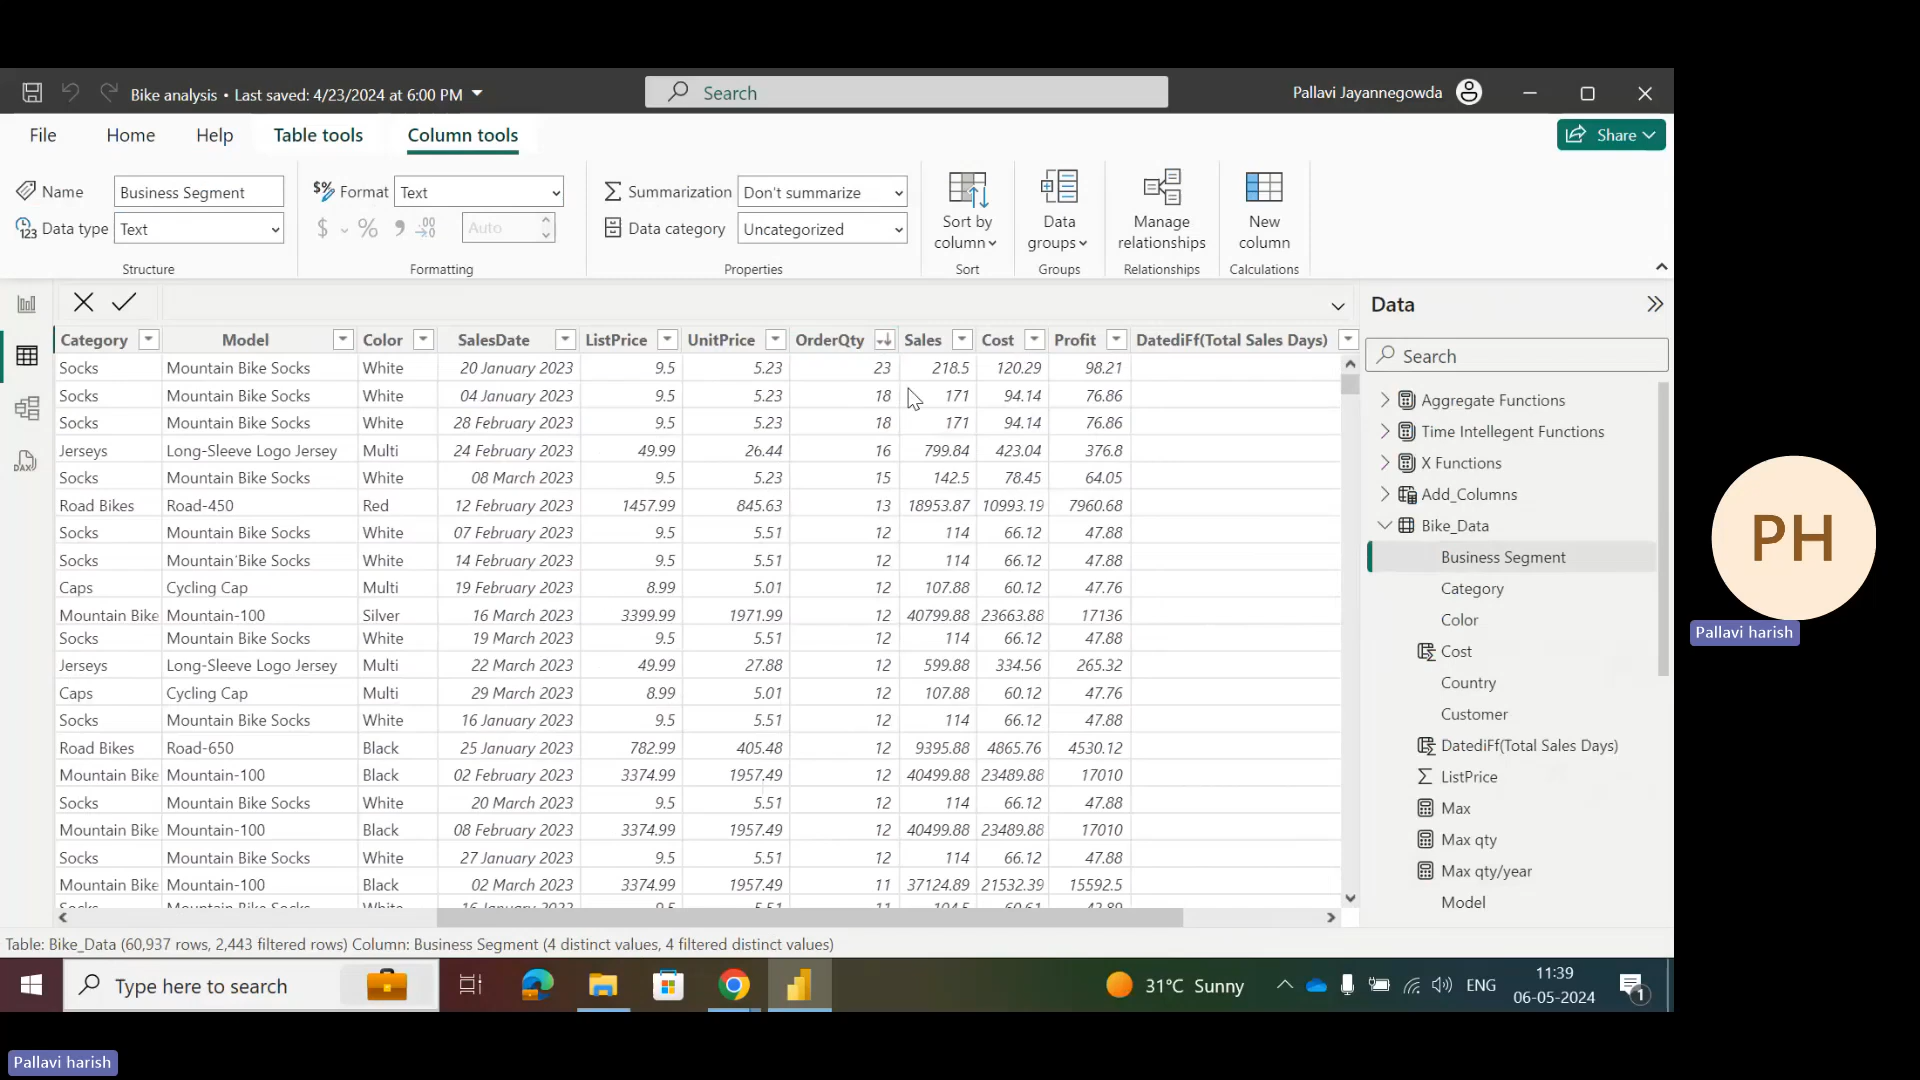 Bike analysis • Last saved: 4/23/2024 at 6:00 PM
Search
Pallavi Jayannegowda
File Home Help Table tools Column tools
Share
Name Business Segment
Format Text
Summarization Don't summarize
Data type Text
$ % 9 .00
Auto
Data category Uncategorized
Sort by column
Data groups
Manage relationships
New column
Structure Formatting Properties Sort Groups Relationships Calculations
Category Model Color SalesDate ListPrice UnitPrice OrderQty Sales Cost Profit DatediFf(Total Sales Days)
Socks Mountain Bike Socks White 20 January 2023 9.5 5.23 23 218.5 120.29 98.21
Socks Mountain Bike Socks White 04 January 2023 9.5 5.23 18 171 94.14 76.86
Socks Mountain Bike Socks White 28 February 2023 9.5 5.23 18 171 94.14 76.86
Jerseys Long-Sleeve Logo Jersey Multi 24 February 2023 49.99 26.44 16 799.84 423.04 376.8
Socks Mountain Bike Socks White 08 March 2023 9.5 5.23 15 142.5 78.45 64.05
Road Bikes Road-450 Red 12 February 2023 1457.99 845.63 13 18953.87 10993.19 7960.68
Socks Mountain Bike Socks White 07 February 2023 9.5 5.51 12 114 66.12 47.88
Socks Mountain Bike Socks White 14 February 2023 9.5 5.51 12 114 66.12 47.88
Caps Cycling Cap Multi 19 February 2023 8.99 5.01 12 107.88 60.12 47.76
Mountain Bike Mountain-100 Silver 16 March 2023 3399.99 1971.99 12 40799.88 23663.88 17136
Socks Mountain Bike Socks White 19 March 2023 9.5 5.51 12 114 66.12 47.88
Jerseys Long-Sleeve Logo Jersey Multi 22 March 2023 49.99 27.88 12 599.88 334.56 265.32
Caps Cycling Cap Multi 29 March 2023 8.99 5.01 12 107.88 60.12 47.76
Socks Mountain Bike Socks White 16 January 2023 9.5 5.51 12 114 66.12 47.88
Road Bikes Road-650 Black 25 January 2023 782.99 405.48 12 9395.88 4865.76 4530.12
Mountain Bike Mountain-100 Black 02 February 2023 3374.99 1957.49 12 40499.88 23489.88 17010
Socks Mountain Bike Socks White 20 March 2023 9.5 5.51 12 114 66.12 47.88
Mountain Bike Mountain-100 Black 08 February 2023 3374.99 1957.49 12 40499.88 23489.88 17010
Socks Mountain Bike Socks White 27 January 2023 9.5 5.51 12 114 66.12 47.88
Mountain Bike Mountain-100 Black 02 March 2023 3374.99 1957.49 11 37124.89 21532.39 15592.5
Data
Search
Aggregate Functions
Time Intellegent Functions
X Functions
Add_Columns
Bike_Data
Business Segment
Category
Color
Cost
Country
Customer
DatediFf(Total Sales Days)
ListPrice
Max
Max qty
Max qty/year
Model
DAX
Table: Bike_Data (60,937 rows, 2,443 filtered rows) Column: Business Segment (4 distinct values, 4 filtered distinct values)
Type here to search
31°C Sunny
ENG
11:39
06-05-2024
1
PH
Pallavi harish
Pallavi harish